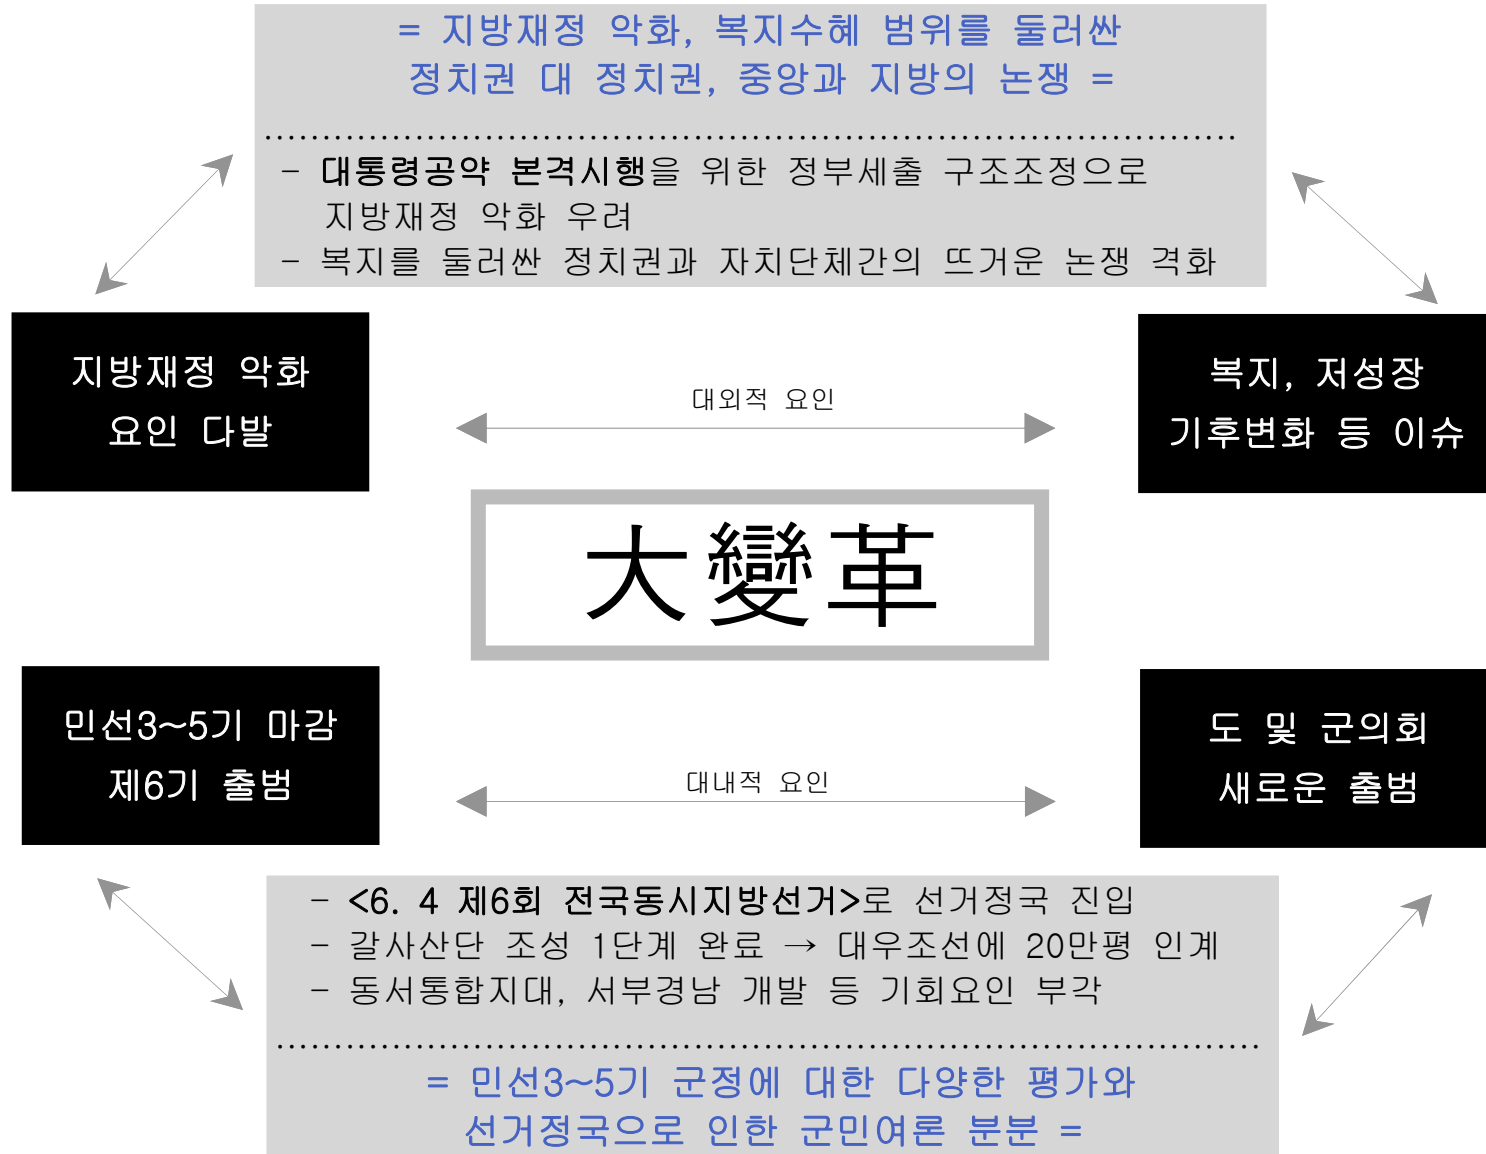 = 지방재정 악화, 복지수혜 범위를 둘러싼
정치권 대 정치권, 중앙과 지방의 논쟁 =
- 대통령공약 본격시행을 위한 정부세출 구조조정으로
지방재정 악화 우려
- 복지를 둘러싼 정치권과 자치단체간의 뜨거운 논쟁 격화
지방재정 악화
요인 다발
대외적 요인
복지, 저성장
기후변화 등 이슈
大變革
민선3~5기 마감
제6기 출범
대내적 요인
도 및 군의회
새로운 출범
- <6. 4 제6회 전국동시지방선거>로 선거정국 진입
- 갈사산단 조성 1단계 완료 → 대우조선에 20만평 인계
- 동서통합지대, 서부경남 개발 등 기회요인 부각
= 민선3~5기 군정에 대한 다양한 평가와
선거정국으로 인한 군민여론 분분 =